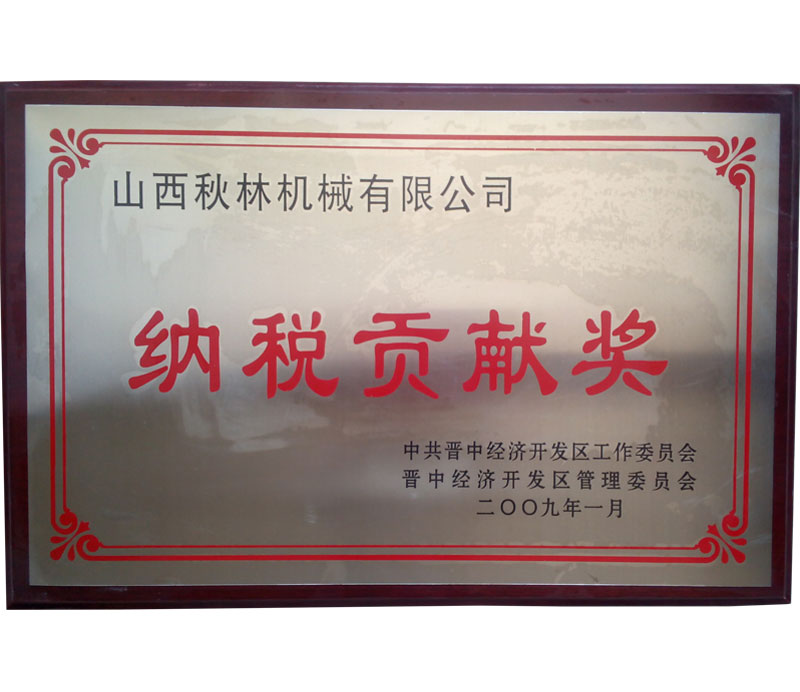 山西秋林机械有限公司
纳税贡献奖
中共晋中经济开发区工作委员会
晋中经济开发区管理委员会
二〇〇九年一月